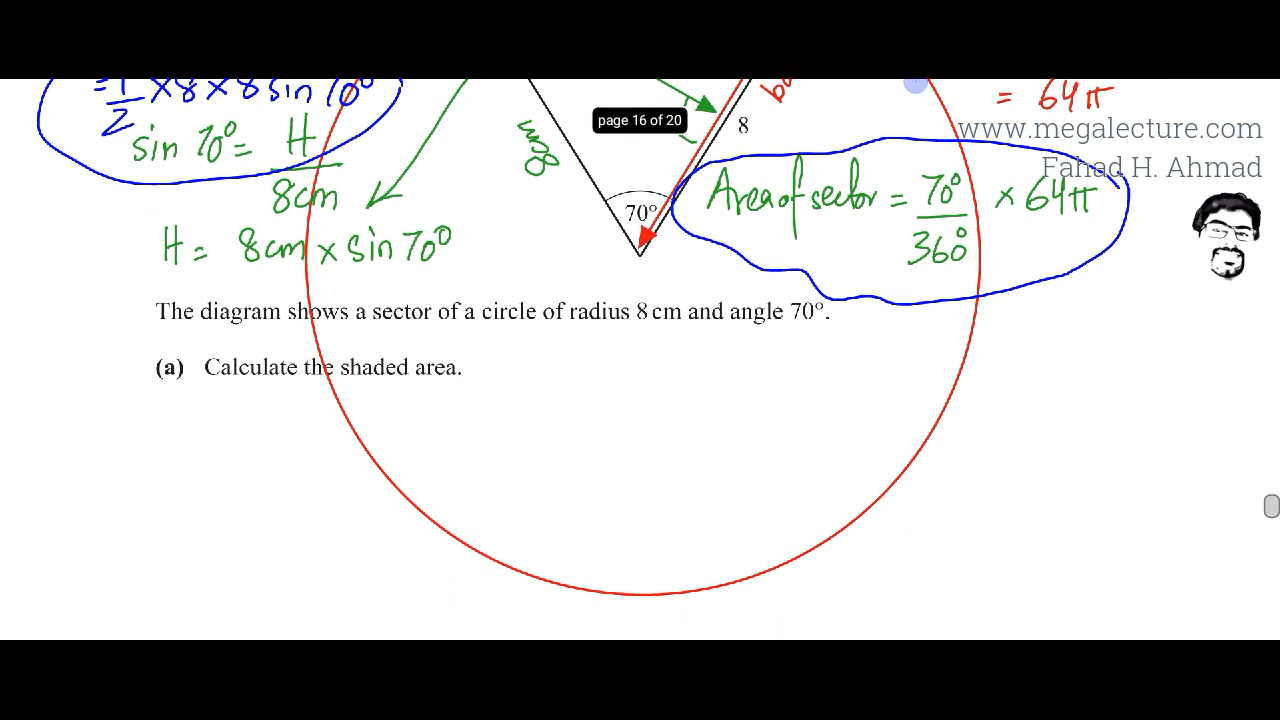 = 1/2 × 8 × 8 sin 70°
= 64π
page 16 of 20
8
www.megalecture.com
Fahad H. Ahmad
sin 70° = H/8cm
8cm
70°
Area of sector = 70°/360° × 64π
H = 8cm × sin 70°
The diagram shows a sector of a circle of radius 8 cm and angle 70°.
(a) Calculate the shaded area.